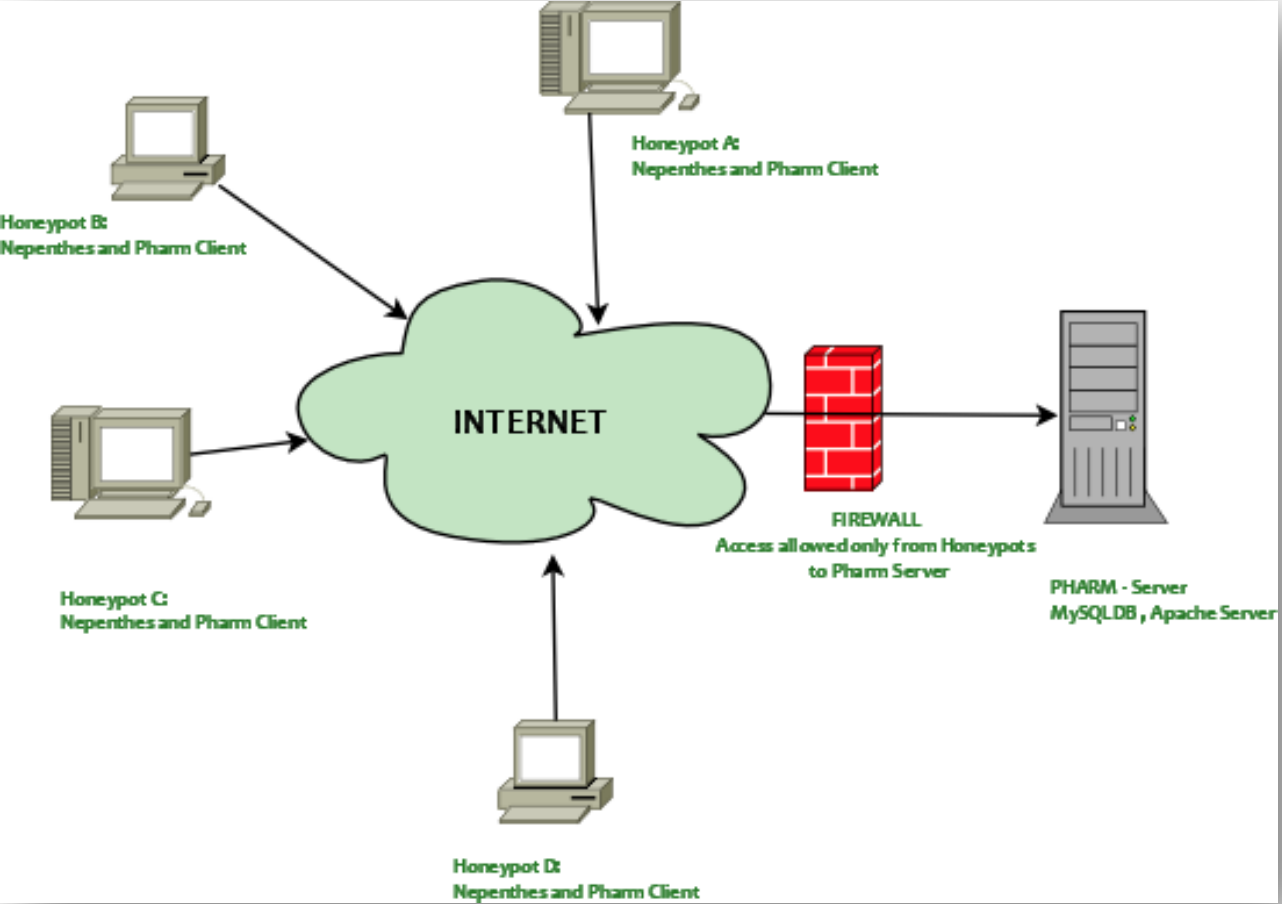 Honeypot A:
Nepenthes and Pharm Client
Honeypot B:
Nepenthes and Pharm Client
INTERNET
FIREWALL
Access allowed only from Honeypots
to Pharm Server
PHARM - Server
MySQLDB , Apache Server
Honeypot C:
Nepenthes and Pharm Client
Honeypot D:
Nepenthes and Pharm Client